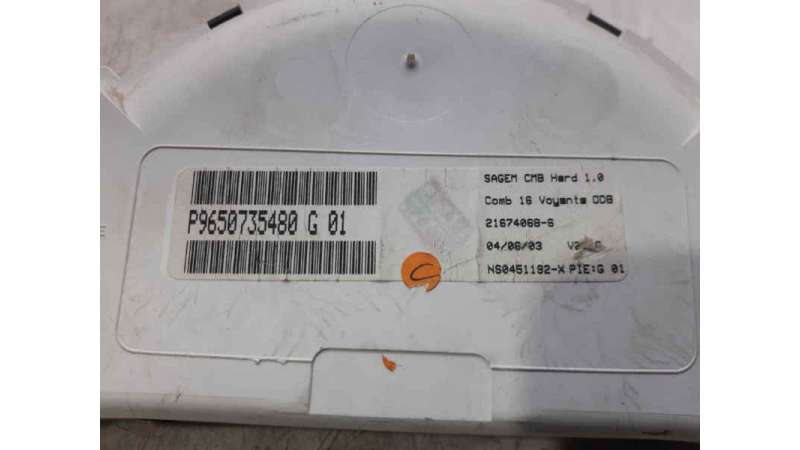 P9650735480 G 01
SAGEM CMB Hard 1.0
Comb 16 Voyants ODB
21674068-6
04/06/03
NS0451192-X PIE:G 01
C